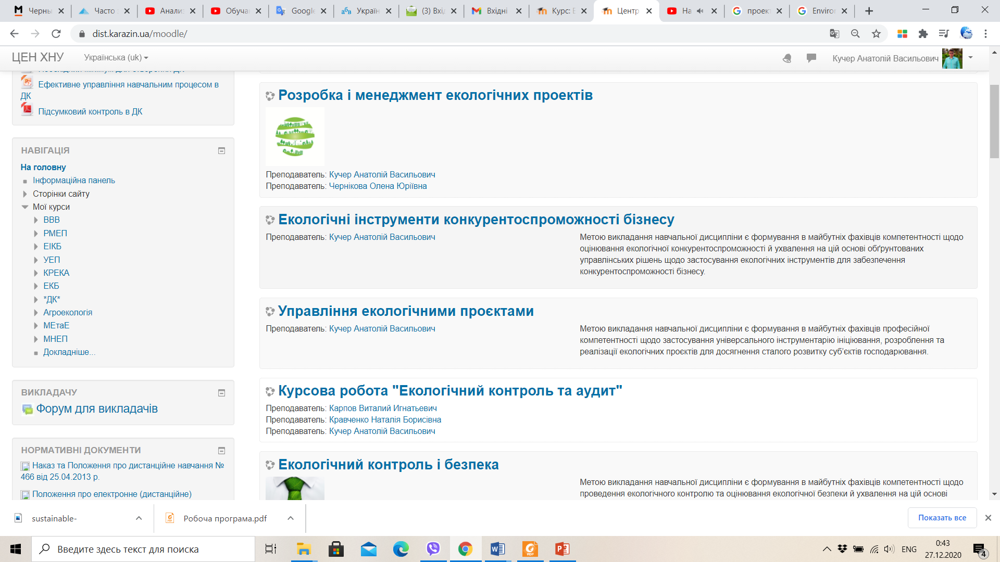 Черны
Часто
Анализ
Обуча
Google
Україн
(3) Вхід
Вхідні
Курс: Е
Центр
На
проек
Enviror
dist.karazin.ua/moodle/
ЦЕН ХНУ
Українська (uk)
Кучер Анатолій Васильович
Ефективне управління навчальним процесом в
ДК
Підсумковий контроль в ДК
НАВІГАЦІЯ
На головну
Інформаційна панель
Сторінки сайту
Мої курси
ВВВ
РМЕП
ЕІКБ
УЕП
КРЕКА
ЕКБ
*ДК*
Агроекологія
МЕтаЕ
МНЕП
Докладніше...
ВИКЛАДАЧУ
Форум для викладачів
НОРМАТИВНІ ДОКУМЕНТИ
Наказ та Положення про дистанційне навчання №
466 від 25.04.2013 р.
Положення про електронне (дистанційне)
Розробка і менеджмент екологічних проектів
Преподаватель: Кучер Анатолій Васильович
Преподаватель: Чернікова Олена Юріївна
Екологічні інструменти конкурентоспроможності бізнесу
Преподаватель: Кучер Анатолій Васильович
Метою викладання навчальної дисципліни є формування в майбутніх фахівців компетентності щодо
оцінювання екологічної конкурентоспроможності й ухвалення на цій основі обґрунтованих
управлінських рішень щодо застосування екологічних інструментів для забезпечення
конкурентоспроможності бізнесу.
Управління екологічними проєктами
Преподаватель: Кучер Анатолій Васильович
Метою викладання навчальної дисципліни є формування в майбутніх фахівців професійної
компетентності щодо застосування універсального інструментарію ініціювання, розроблення та
реалізації екологічних проєктів для досягнення сталого розвитку суб’єктів господарювання.
Курсова робота "Екологічний контроль та аудит"
Преподаватель: Карпов Виталий Игнатьевич
Преподаватель: Кравченко Наталія Борисівна
Преподаватель: Кучер Анатолій Васильович
Екологічний контроль і безпека
Метою викладання навчальної дисципліни є формування в майбутніх фахівців компетентності щодо
проведення екологічного контролю та оцінювання екологічної безпеки й ухвалення на цій основі
sustainable-
Робоча програма.pdf
Показать все
Введите здесь текст для поиска
ENG
0:43
27.12.2020
4